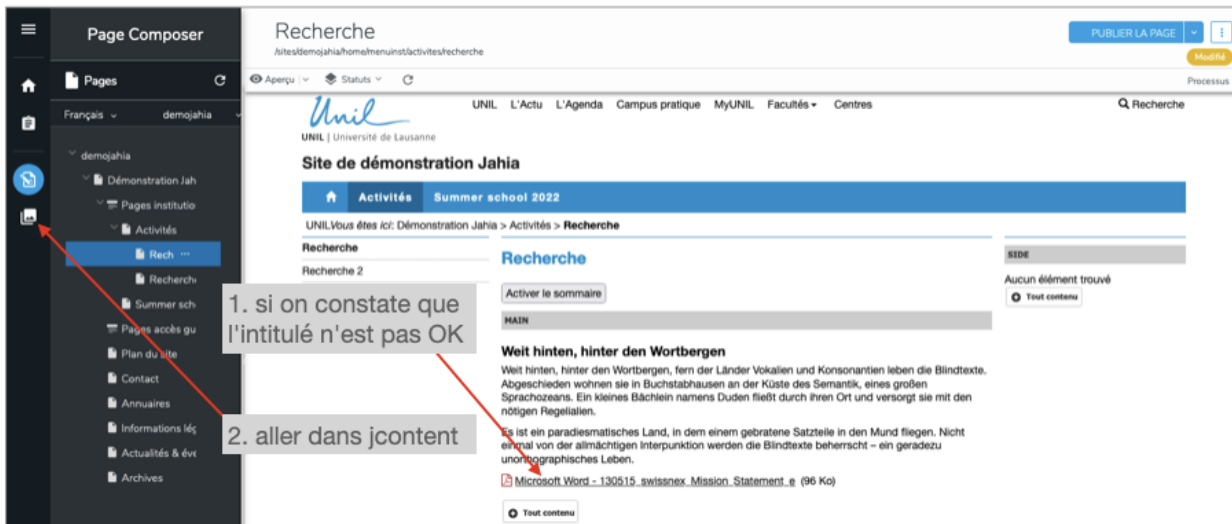 Page Composer
Pages
Français
demojahia
demojahia
Démonstration Jah
Pages institutio
Activités
Rech ...
Recherche
Summer sch
Pages accès gu
Plan du site
Contact
Annuaires
Informations lég
Actualités & éve
Archives
Recherche
/sites/demojahia/home/menuinst/activites/recherche
PUBLIER LA PAGE
Modifié
Aperçu
Statuts
Processus
Unil
UNIL | Université de Lausanne
UNIL L'Actu L'Agenda Campus pratique MyUNIL Facultés Centres
Recherche
Site de démonstration Jahia
Activités Summer school 2022
UNILVous êtes ici: Démonstration Jahia > Activités > Recherche
Recherche
Recherche 2
Recherche
Activer le sommaire
MAIN
Weit hinten, hinter den Wortbergen
Weit hinten, hinter den Wortbergen, fern der Länder Vokalien und Konsonantien leben die Blindtexte.
Abgeschieden wohnen sie in Buchstabhausen an der Küste des Semantik, eines großen
Sprachozeans. Ein kleines Bächlein namens Duden fließt durch ihren Ort und versorgt sie mit den
nötigen Regelialien.
Es ist ein paradiesmatisches Land, in dem einem gebratene Satzteile in den Mund fliegen. Nicht
einmal von der allmächtigen Interpunktion werden die Blindtexte beherrscht – ein geradezu
unorthographisches Leben.
Microsoft Word - 130515_swissnex_Mission_Statement_e (96 Ko)
Tout contenu
SIDE
Aucun élément trouvé
Tout contenu
1. si on constate que
l'intitulé n'est pas OK
2. aller dans jcontent